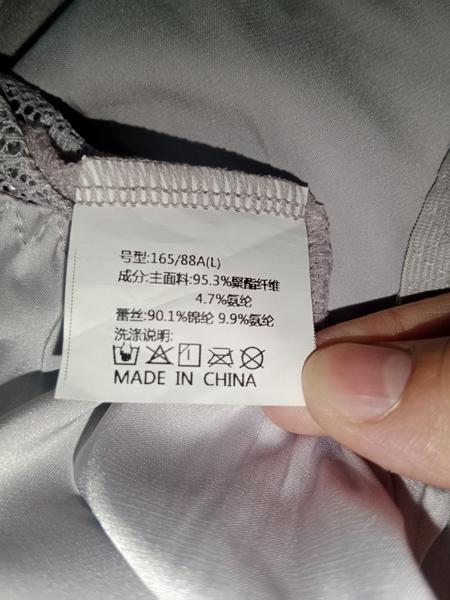 号型:165/88A(L)
成分:主面料:95.3%聚酯纤维
4.7%氨纶
蕾丝:90.1%锦纶 9.9%氨纶
洗涤说明:
MADE IN CHINA